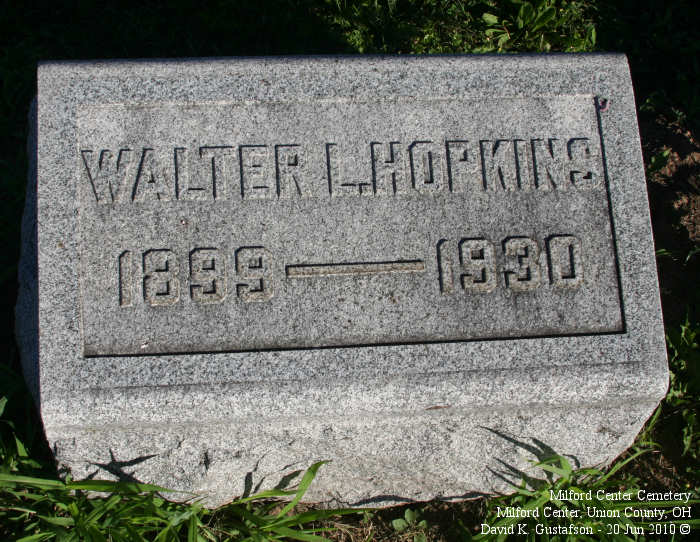 WALTER L. HOPKINS
1899 — 1930
Milford Center Cemetery
Milford Center, Union County, OH
David K. Gustafson - 20 Jun 2010 ©